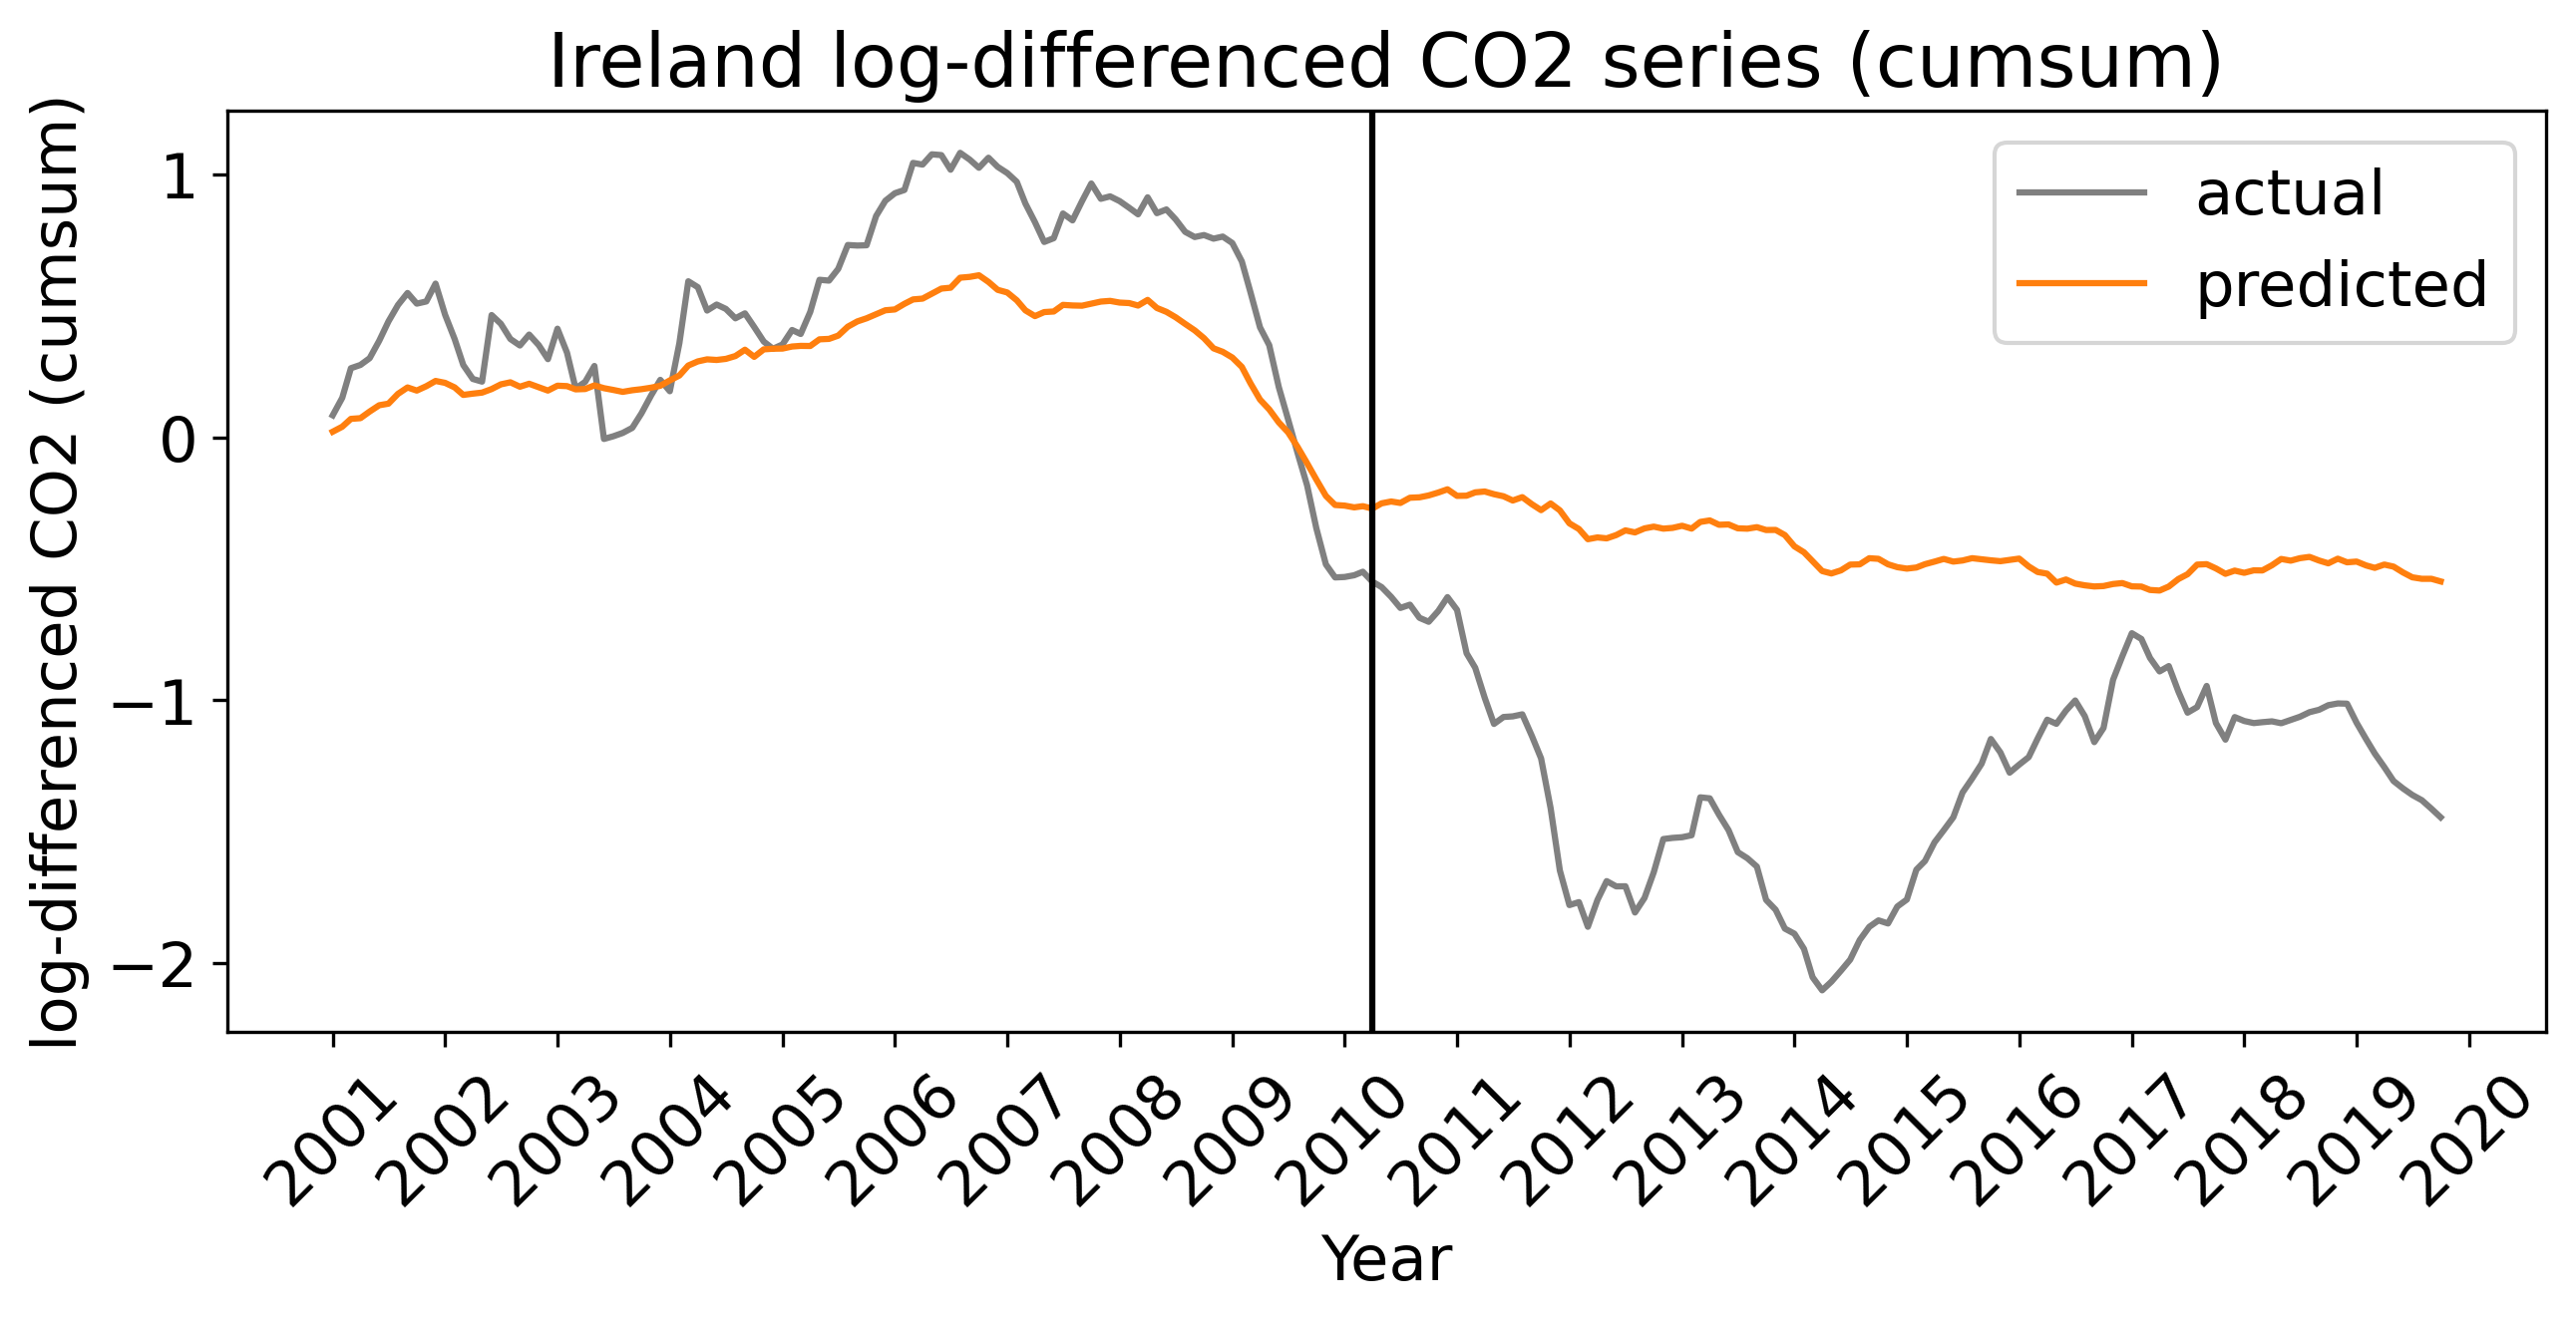 Ireland log-differenced CO2 series (cumsum)
log-differenced CO2 (cumsum)
1
0
−1
−2
actual
predicted
2001 2002 2003 2004 2005 2006 2007 2008 2009 2010 2011 2012 2013 2014 2015 2016 2017 2018 2019 2020
Year